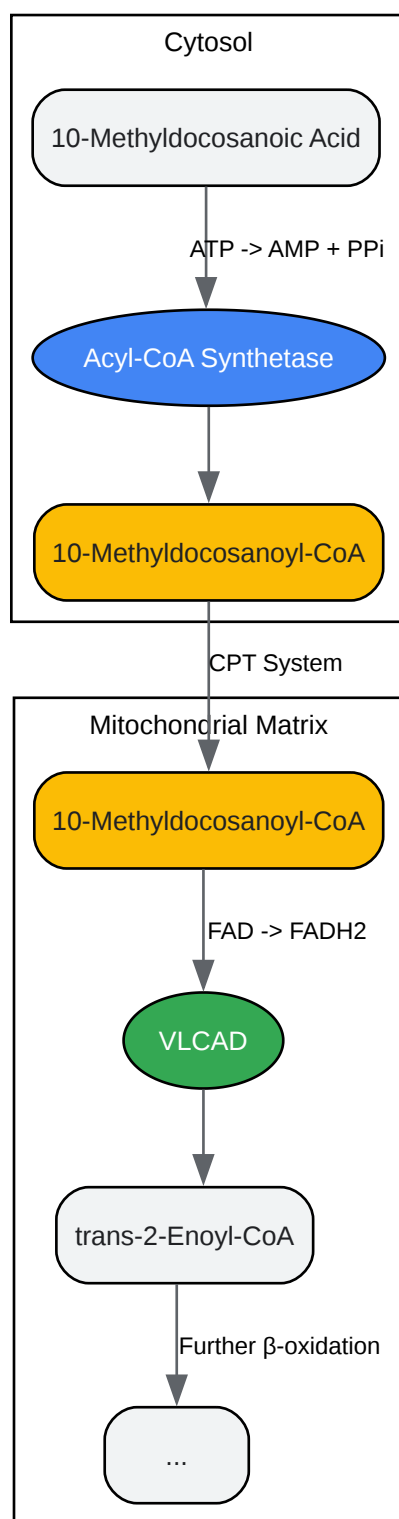 Cytosol
10-Methyldocosanoic Acid
ATP -> AMP + PPi
Acyl-CoA Synthetase
10-Methyldocosanoyl-CoA
CPT System
Mitochondrial Matrix
10-Methyldocosanoyl-CoA
FAD -> FADH2
VLCAD
trans-2-Enoyl-CoA
Further β-oxidation
...